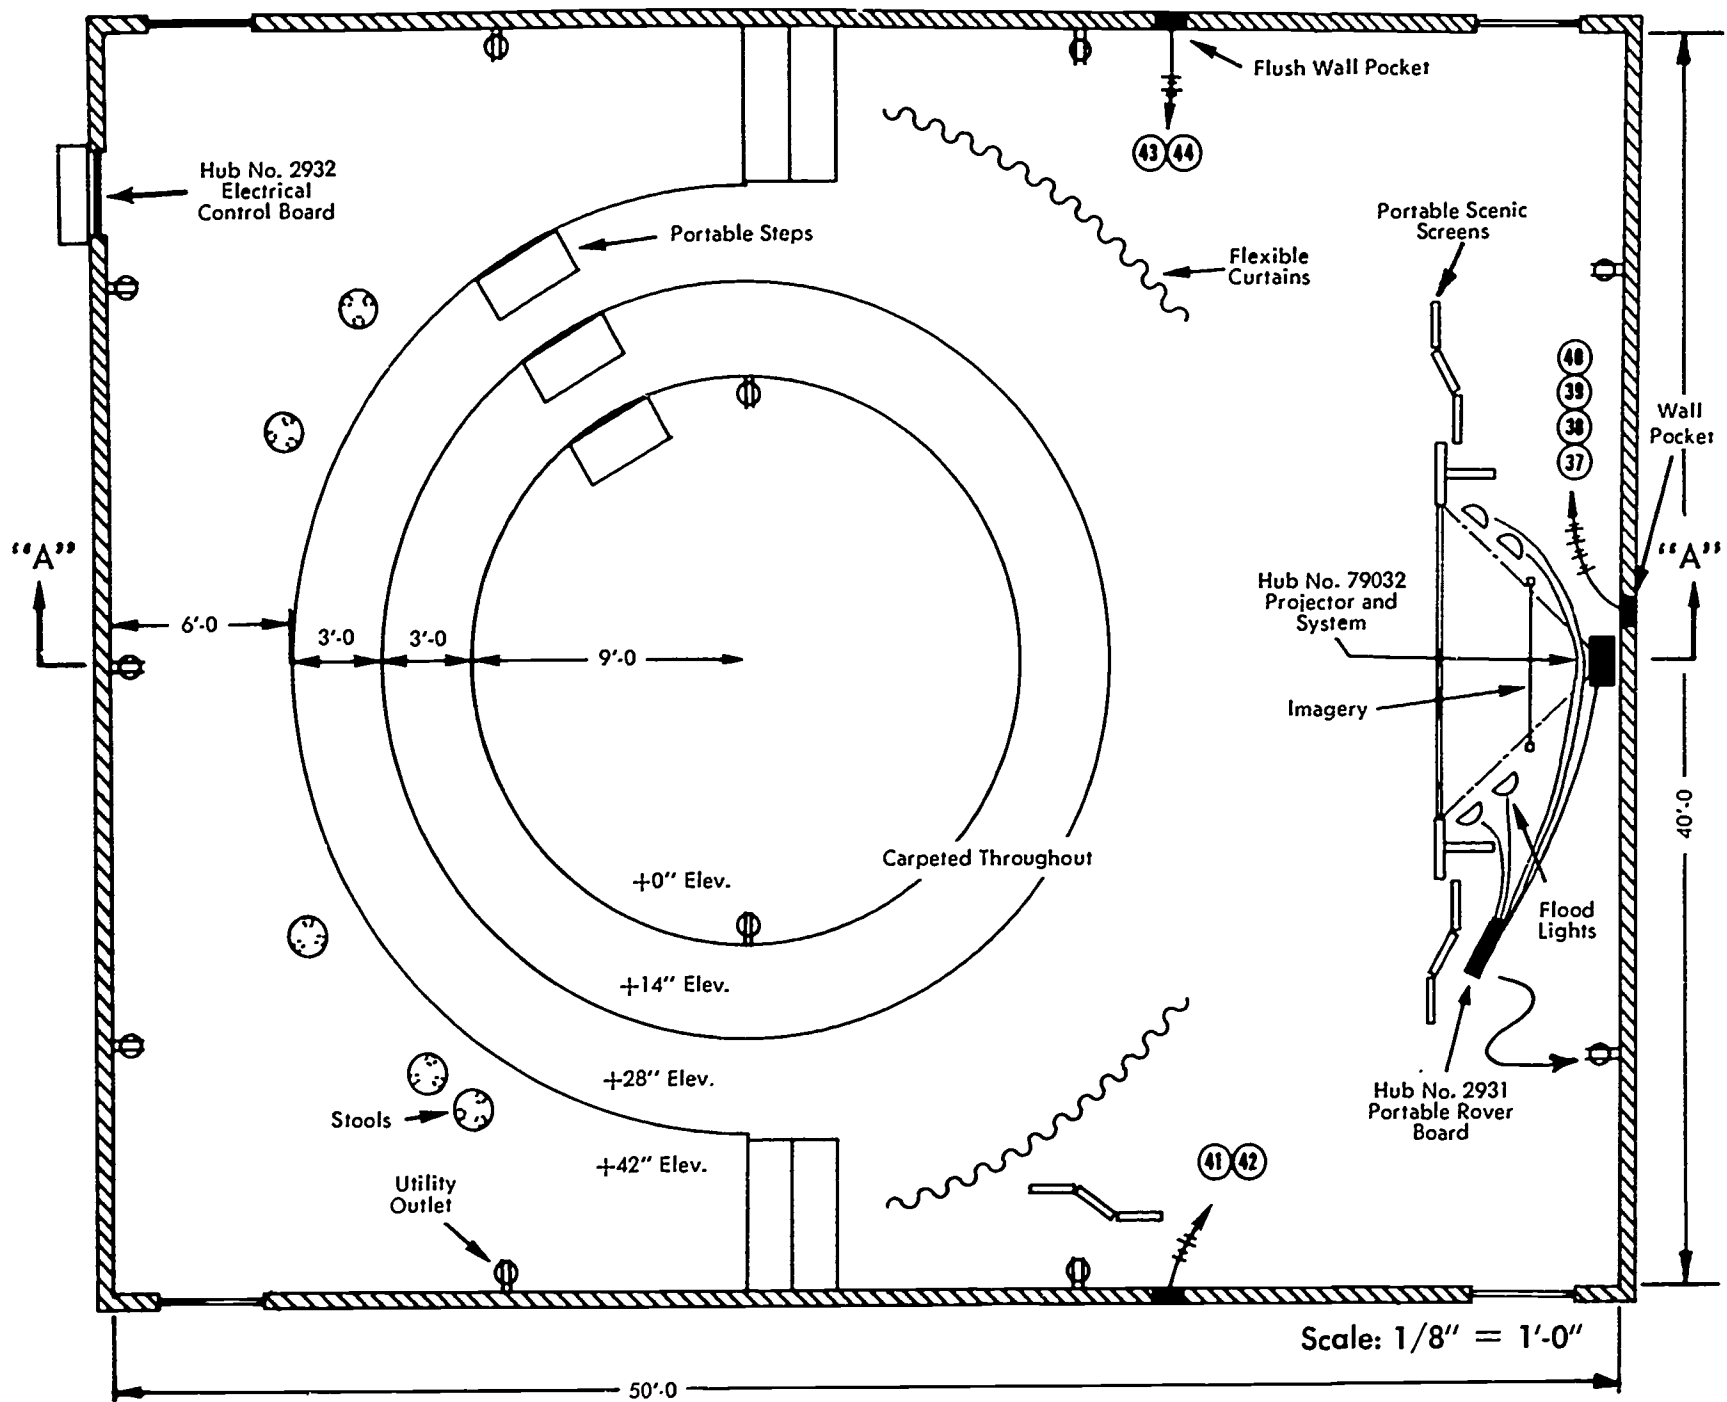 Flush Wall Pocket
43 44
Hub No. 2932
Electrical
Control Board
Portable Steps
Portable Scenic
Screens
Flexible
Curtains
40
39
38
37
Wall
Pocket
“A”
“A”
Hub No. 79032
Projector and
System
6'-0
3'-0
3'-0
9'-0
Imagery
40'-0
Carpeted Throughout
+0" Elev.
Flood
Lights
+14" Elev.
+28" Elev.
Hub No. 2931
Portable Rover
Board
Stools
+42" Elev.
41 42
Utility
Outlet
Scale: 1/8" = 1'-0"
50'-0